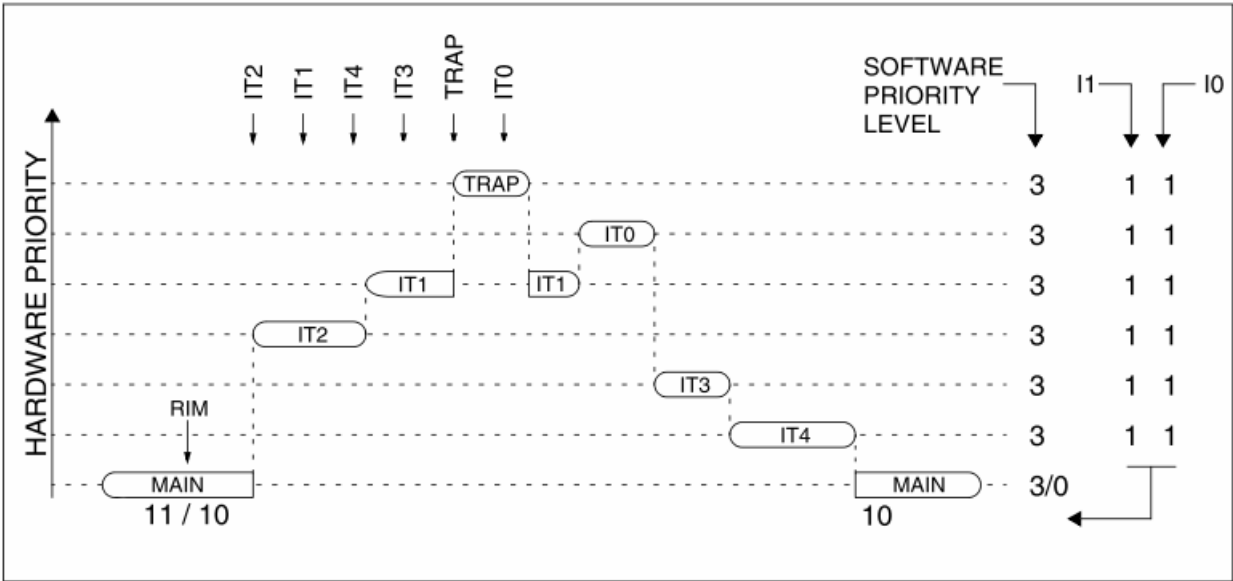 IT2
IT1
IT4
IT3
TRAP
IT0
SOFTWARE
PRIORITY
LEVEL
I1
I0
HARDWARE PRIORITY
TRAP
3
1 1
IT0
3
1 1
IT1
IT1
3
1 1
IT2
3
1 1
IT3
3
1 1
RIM
IT4
3
1 1
MAIN
MAIN
3/0
11 / 10
10